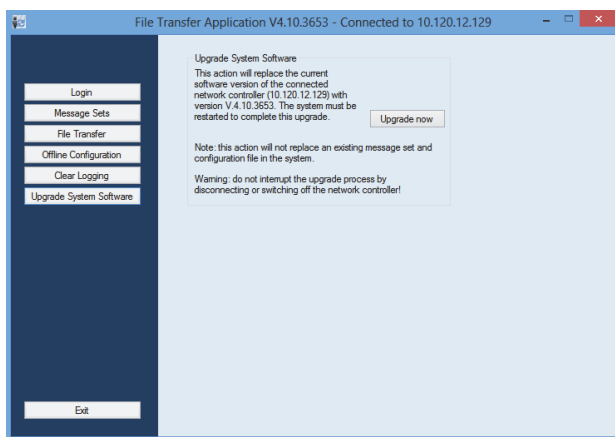 File Transfer Application V4.10.3653 - Connected to 10.120.12.129
Login
Message Sets
File Transfer
Offline Configuration
Clear Logging
Upgrade System Software
Exit
Upgrade System Software
This action will replace the current
software version of the connected
network controller (10.120.12.129) with
version V.4.10.3653. The system must be
restarted to complete this upgrade.
Upgrade now
Note: this action will not replace an existing message set and
configuration file in the system.
Warning: do not interrupt the upgrade process by
disconnecting or switching off the network controller!